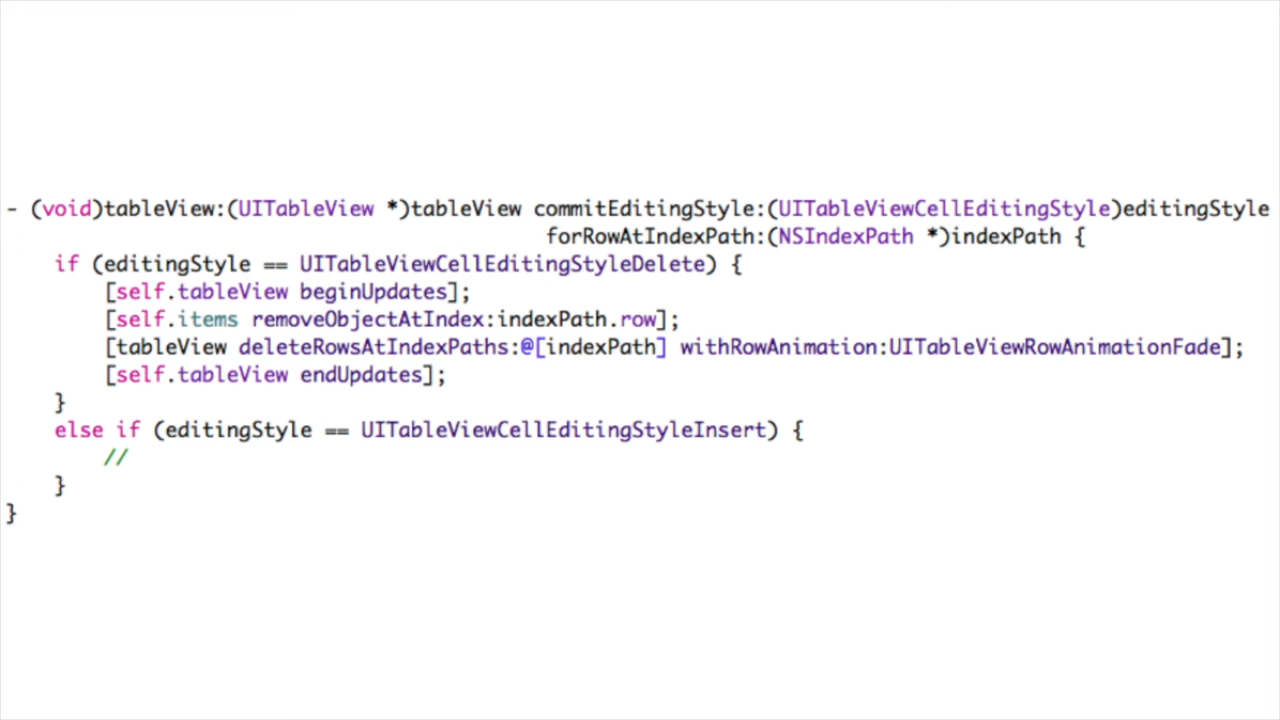 - (void)tableView:(UITableView *)tableView commitEditingStyle:(UITableViewCellEditingStyle)editingStyle
forRowAtIndexPath:(NSIndexPath *)indexPath {
if (editingStyle == UITableViewCellEditingStyleDelete) {
[self.tableView beginUpdates];
[self.items removeObjectAtIndex:indexPath.row];
[tableView deleteRowsAtIndexPaths:@[indexPath] withRowAnimation:UITableViewRowAnimationFade];
[self.tableView endUpdates];
}
else if (editingStyle == UITableViewCellEditingStyleInsert) {
//
}
}